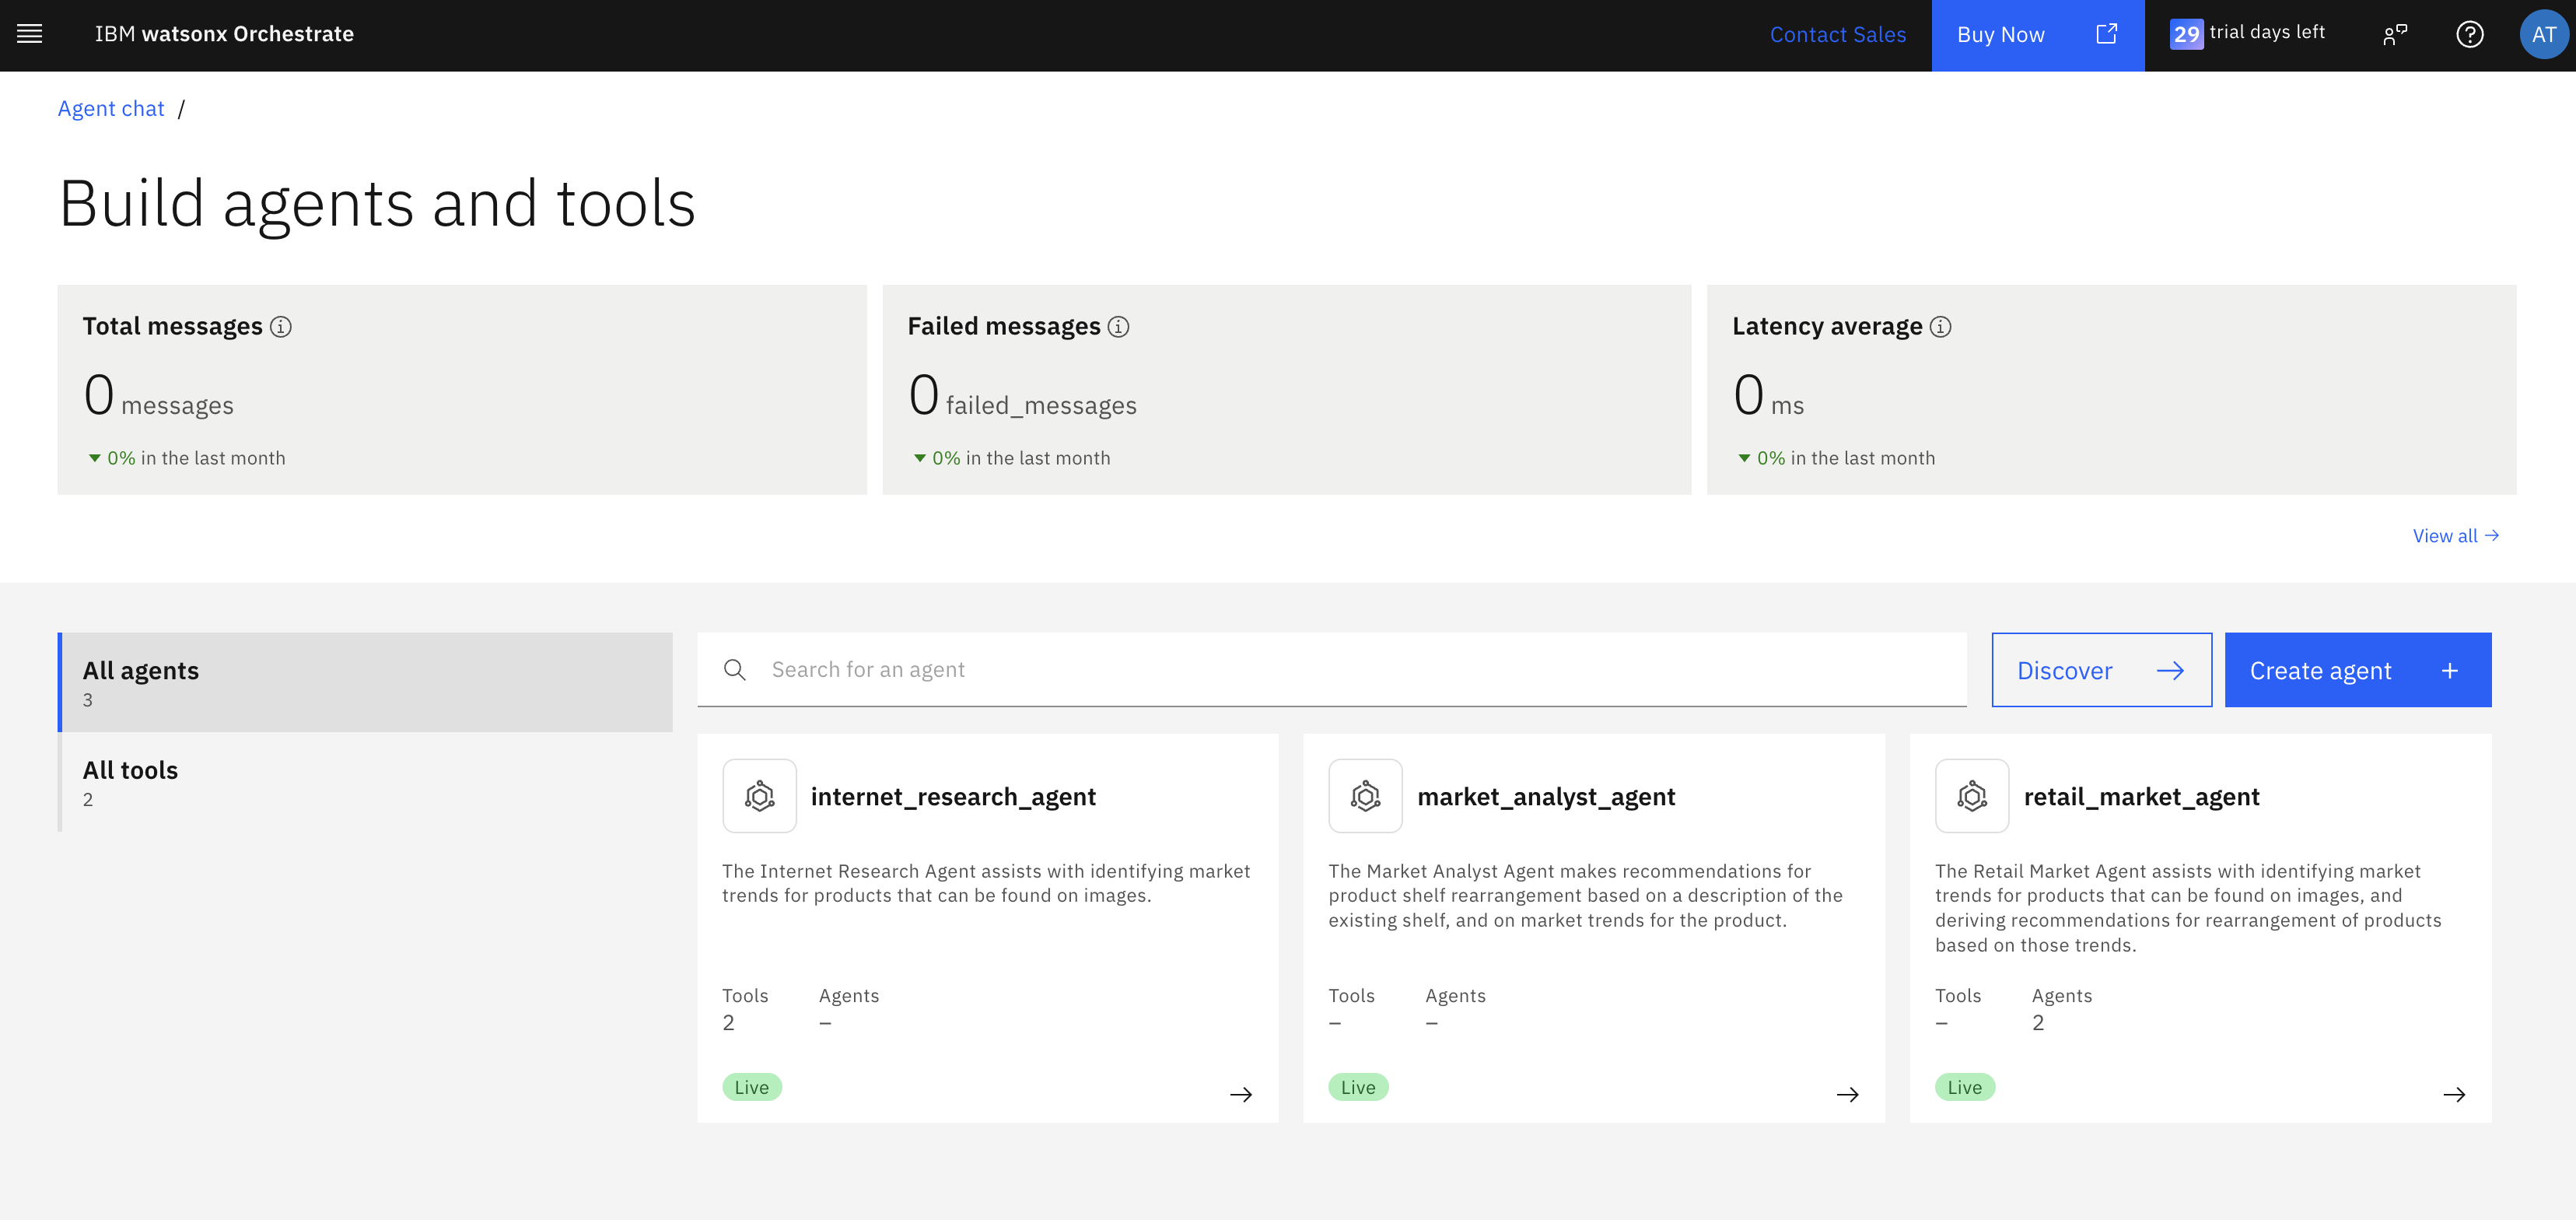 IBM watsonx Orchestrate
Contact Sales
Buy Now
29 trial days left
AT
Agent chat /
Build agents and tools
Total messages
0 messages
0% in the last month
Failed messages
0 failed_messages
0% in the last month
Latency average
0 ms
0% in the last month
View all
All agents
3
All tools
2
Search for an agent
Discover
Create agent
internet_research_agent
The Internet Research Agent assists with identifying market
trends for products that can be found on images.
Tools Agents
2 –
Live
market_analyst_agent
The Market Analyst Agent makes recommendations for
product shelf rearrangement based on a description of the
existing shelf, and on market trends for the product.
Tools Agents
– –
Live
retail_market_agent
The Retail Market Agent assists with identifying market
trends for products that can be found on images, and
deriving recommendations for rearrangement of products
based on those trends.
Tools Agents
– 2
Live